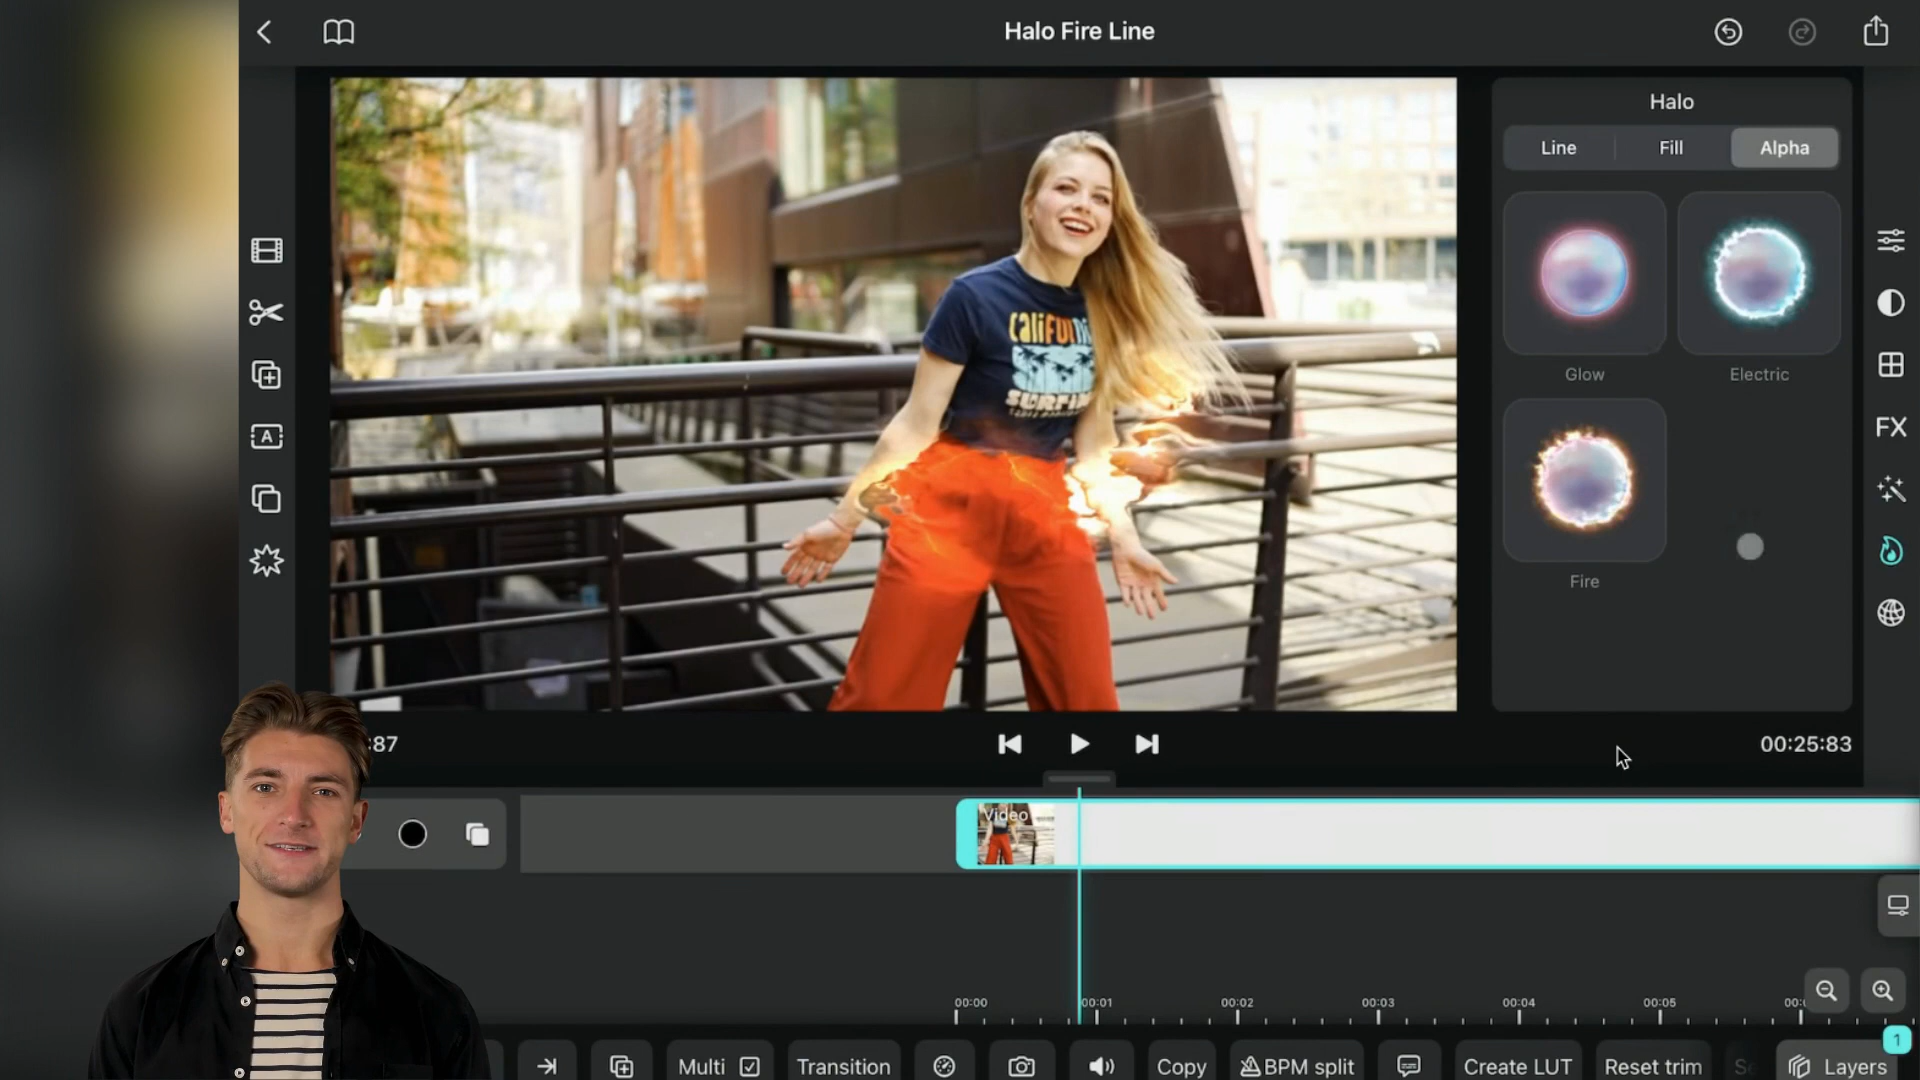 Halo Fire Line
Halo
Line
Fill
Alpha
Glow
Electric
Fire
CALIFORNIA
SURFING
FX
:87
00:25:83
Video
00:00
00:01
00:02
00:03
00:04
00:05
1
Multi
Transition
Copy
BPM split
Create LUT
Reset trim
Layers